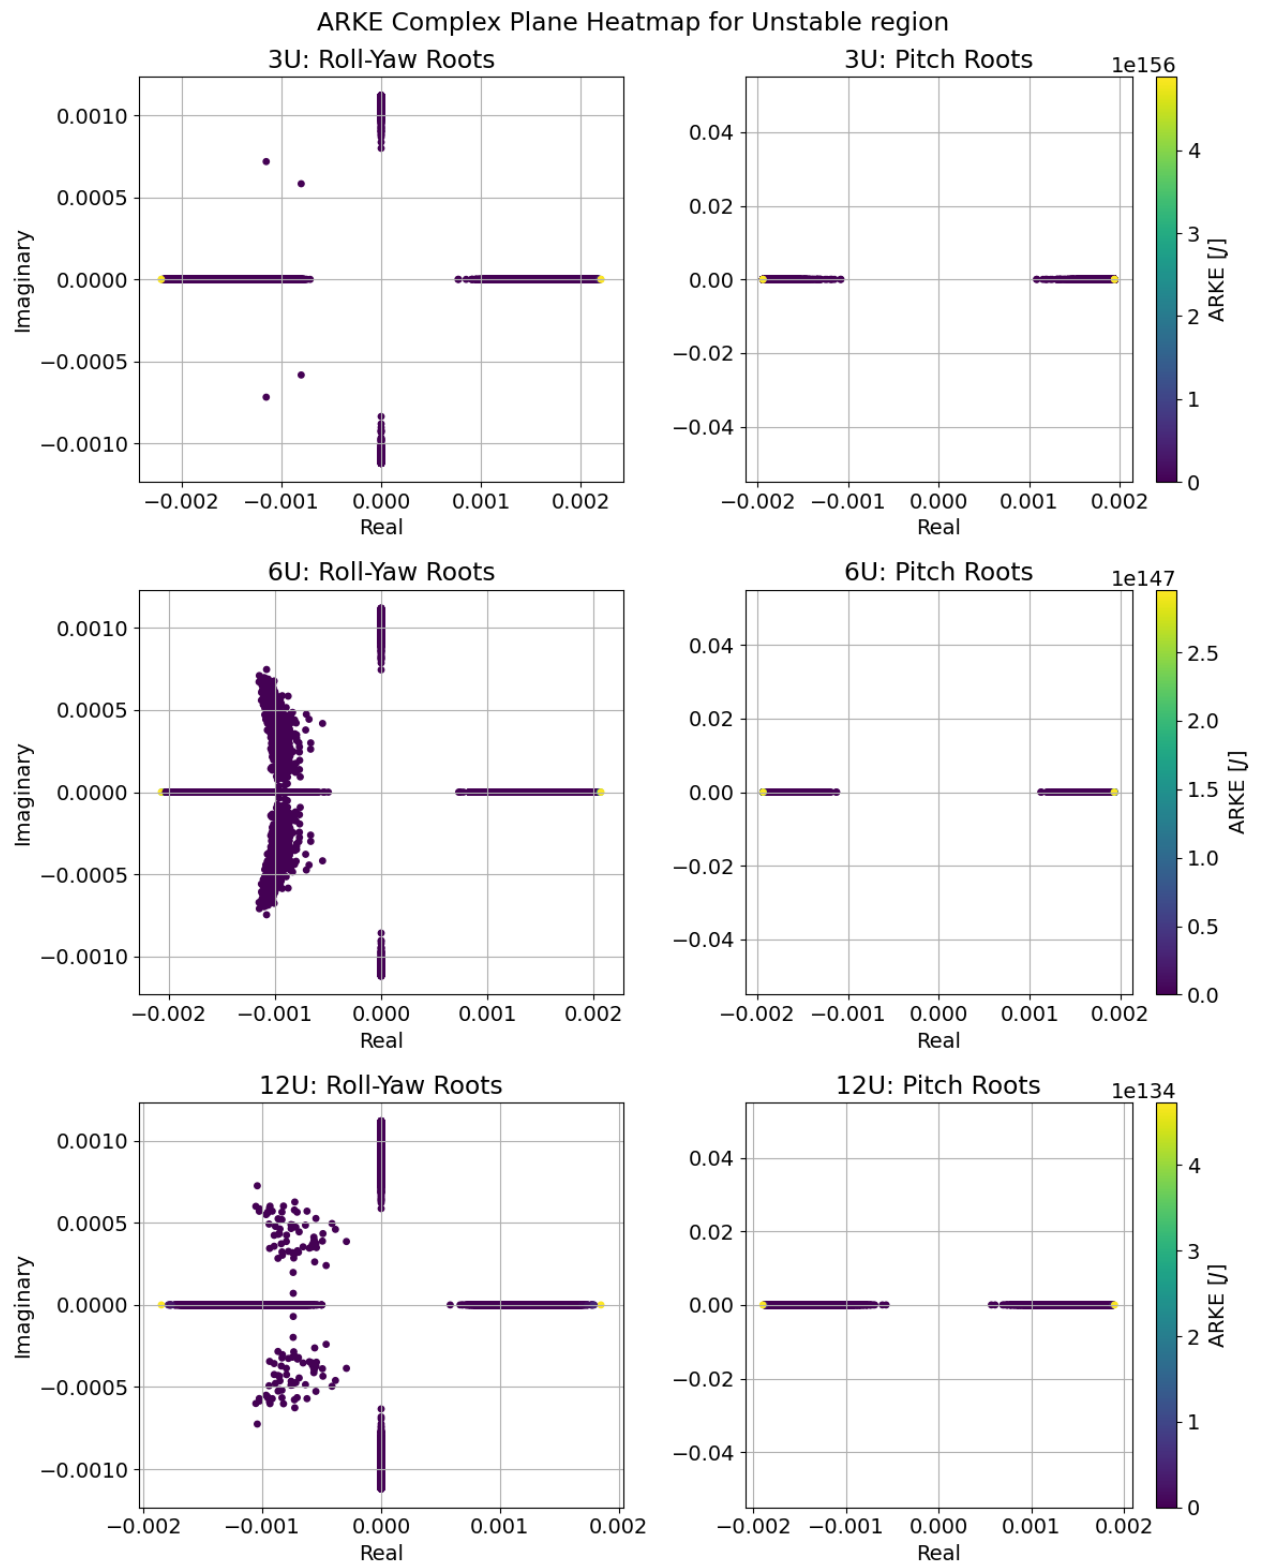 ARKE Complex Plane Heatmap for Unstable region
3U: Roll-Yaw Roots
0.0010
0.0005
0.0000
−0.0005
−0.0010
Imaginary
−0.002 −0.001 0.000 0.001 0.002
Real
3U: Pitch Roots
0.04
0.02
0.00
−0.02
−0.04
−0.002 −0.001 0.000 0.001 0.002
Real
1e156
4
3
2
1
0
ARKE [J]
6U: Roll-Yaw Roots
0.0010
0.0005
0.0000
−0.0005
−0.0010
Imaginary
−0.002 −0.001 0.000 0.001 0.002
Real
6U: Pitch Roots
0.04
0.02
0.00
−0.02
−0.04
−0.002 −0.001 0.000 0.001 0.002
Real
1e147
2.5
2.0
1.5
1.0
0.5
0.0
ARKE [J]
12U: Roll-Yaw Roots
0.0010
0.0005
0.0000
−0.0005
−0.0010
Imaginary
−0.002 −0.001 0.000 0.001 0.002
Real
12U: Pitch Roots
0.04
0.02
0.00
−0.02
−0.04
−0.002 −0.001 0.000 0.001 0.002
Real
1e134
4
3
2
1
0
ARKE [J]